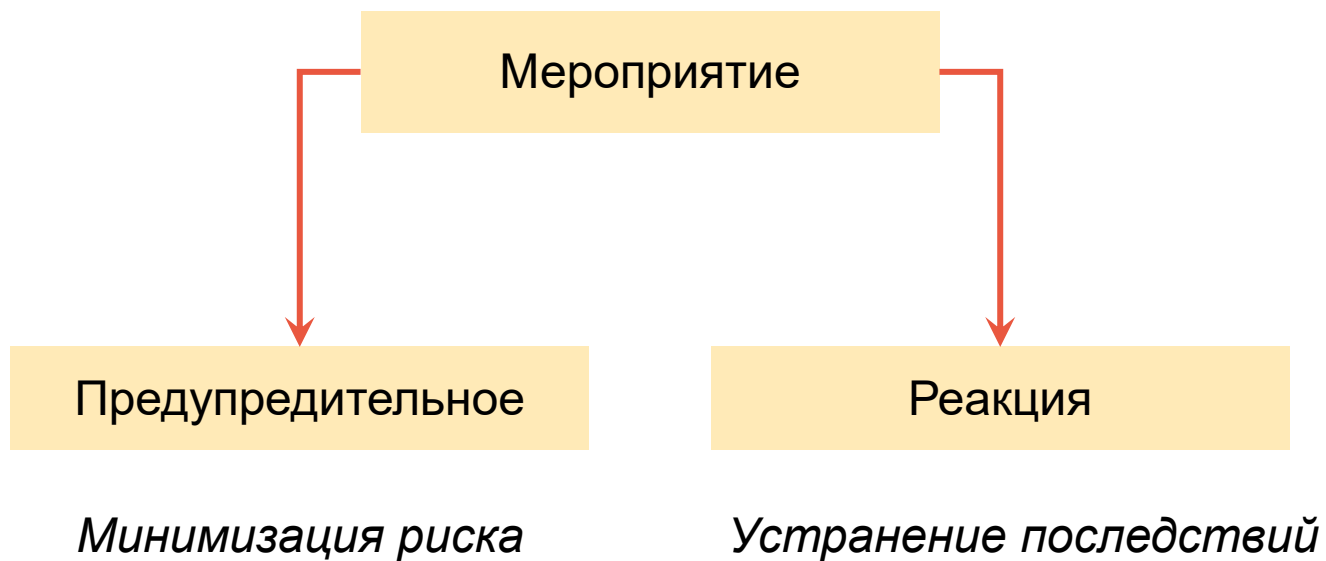 Мероприятие
Предупредительное
Реакция
Минимизация риска
Устранение последствий